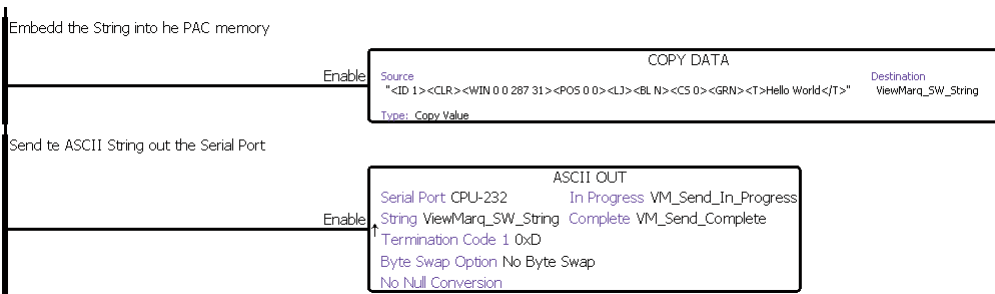 Embedd the String into he PAC memory
COPY DATA
Enable
Source
Destination
"<ID 1><CLR><WIN 0 0 287 31><POS 0 0><LJ><BL N><CS 0><GRN><T>Hello World</T>"
ViewMarq_SW_String
Type: Copy Value
Send te ASCII String out the Serial Port
ASCII OUT
Serial Port CPU-232 In Progress VM_Send_In_Progress
Enable
String ViewMarq_SW_String Complete VM_Send_Complete
Termination Code 1 0xD
Byte Swap Option No Byte Swap
No Null Conversion